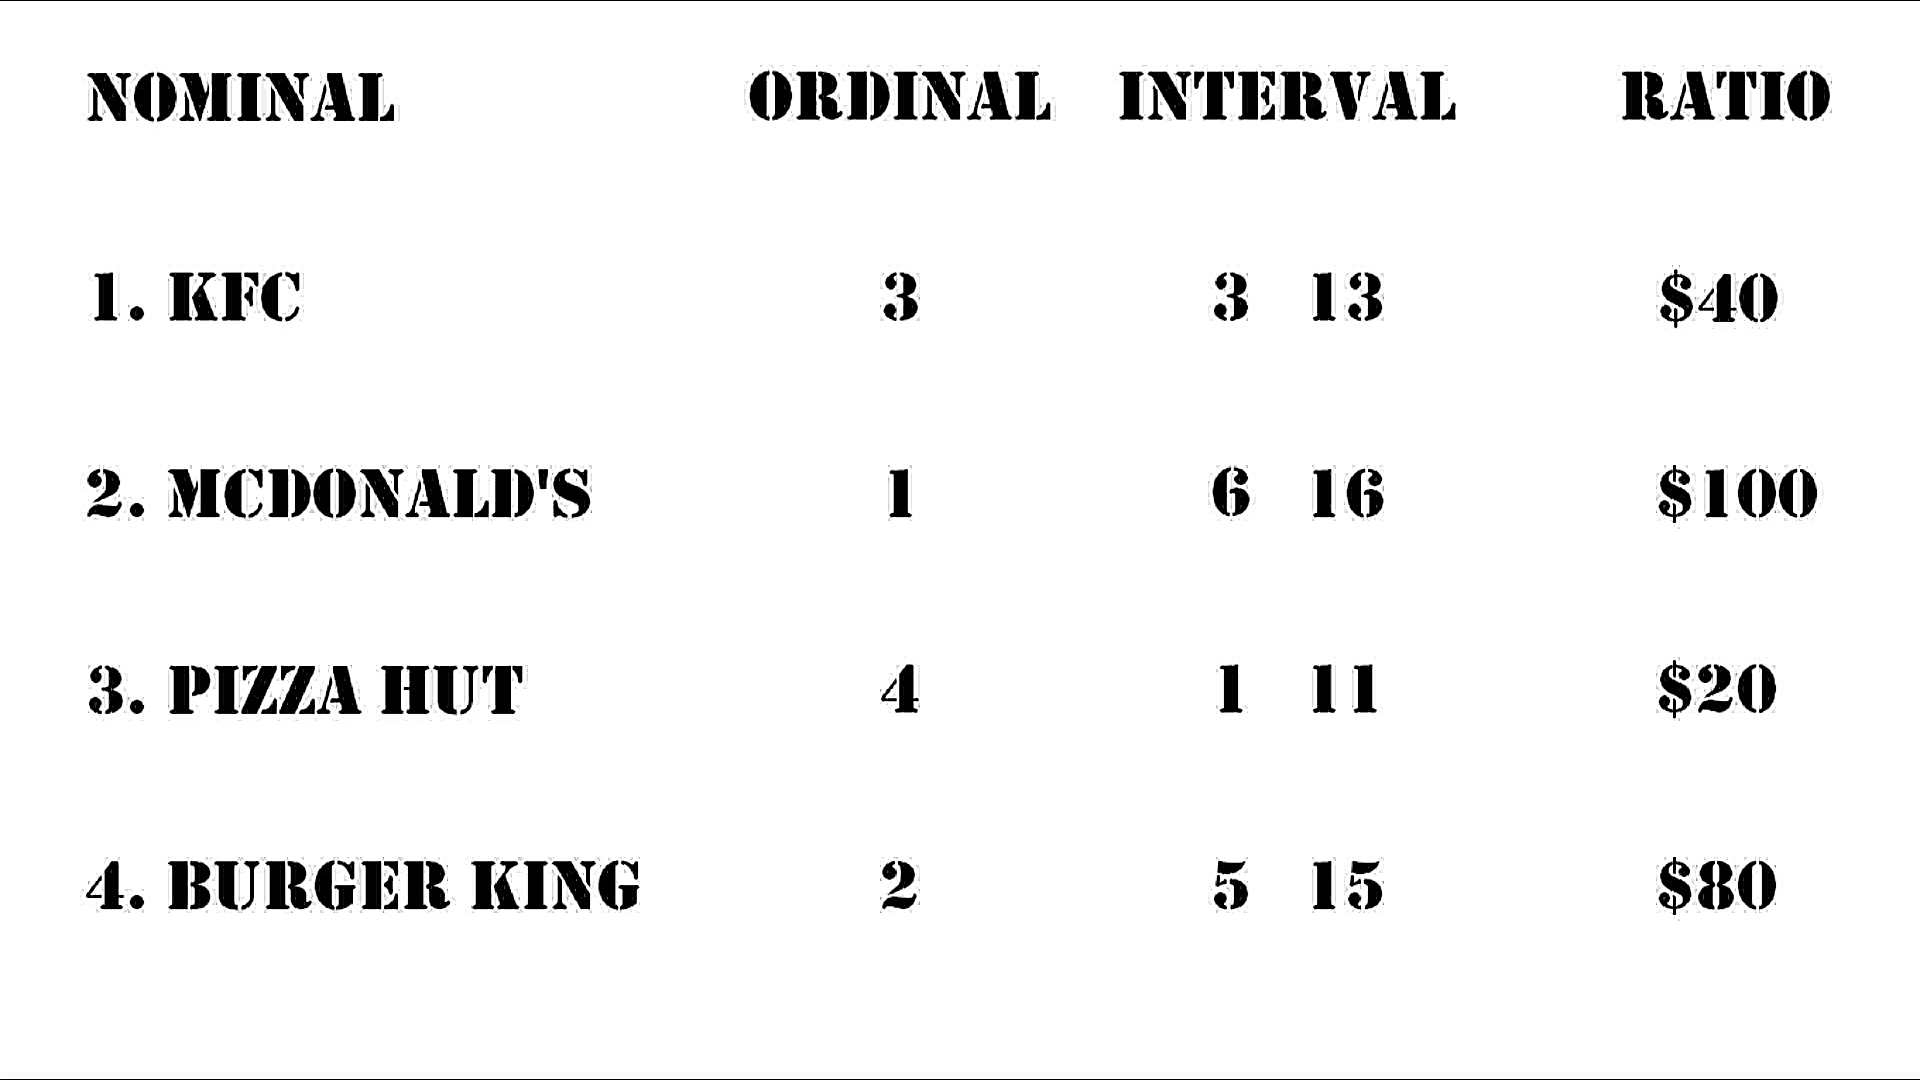 NOMINAL ORDINAL INTERVAL RATIO
1. KFC 3 3 13 $40
2. MCDONALD'S 1 6 16 $100
3. PIZZA HUT 4 1 11 $20
4. BURGER KING 2 5 15 $80